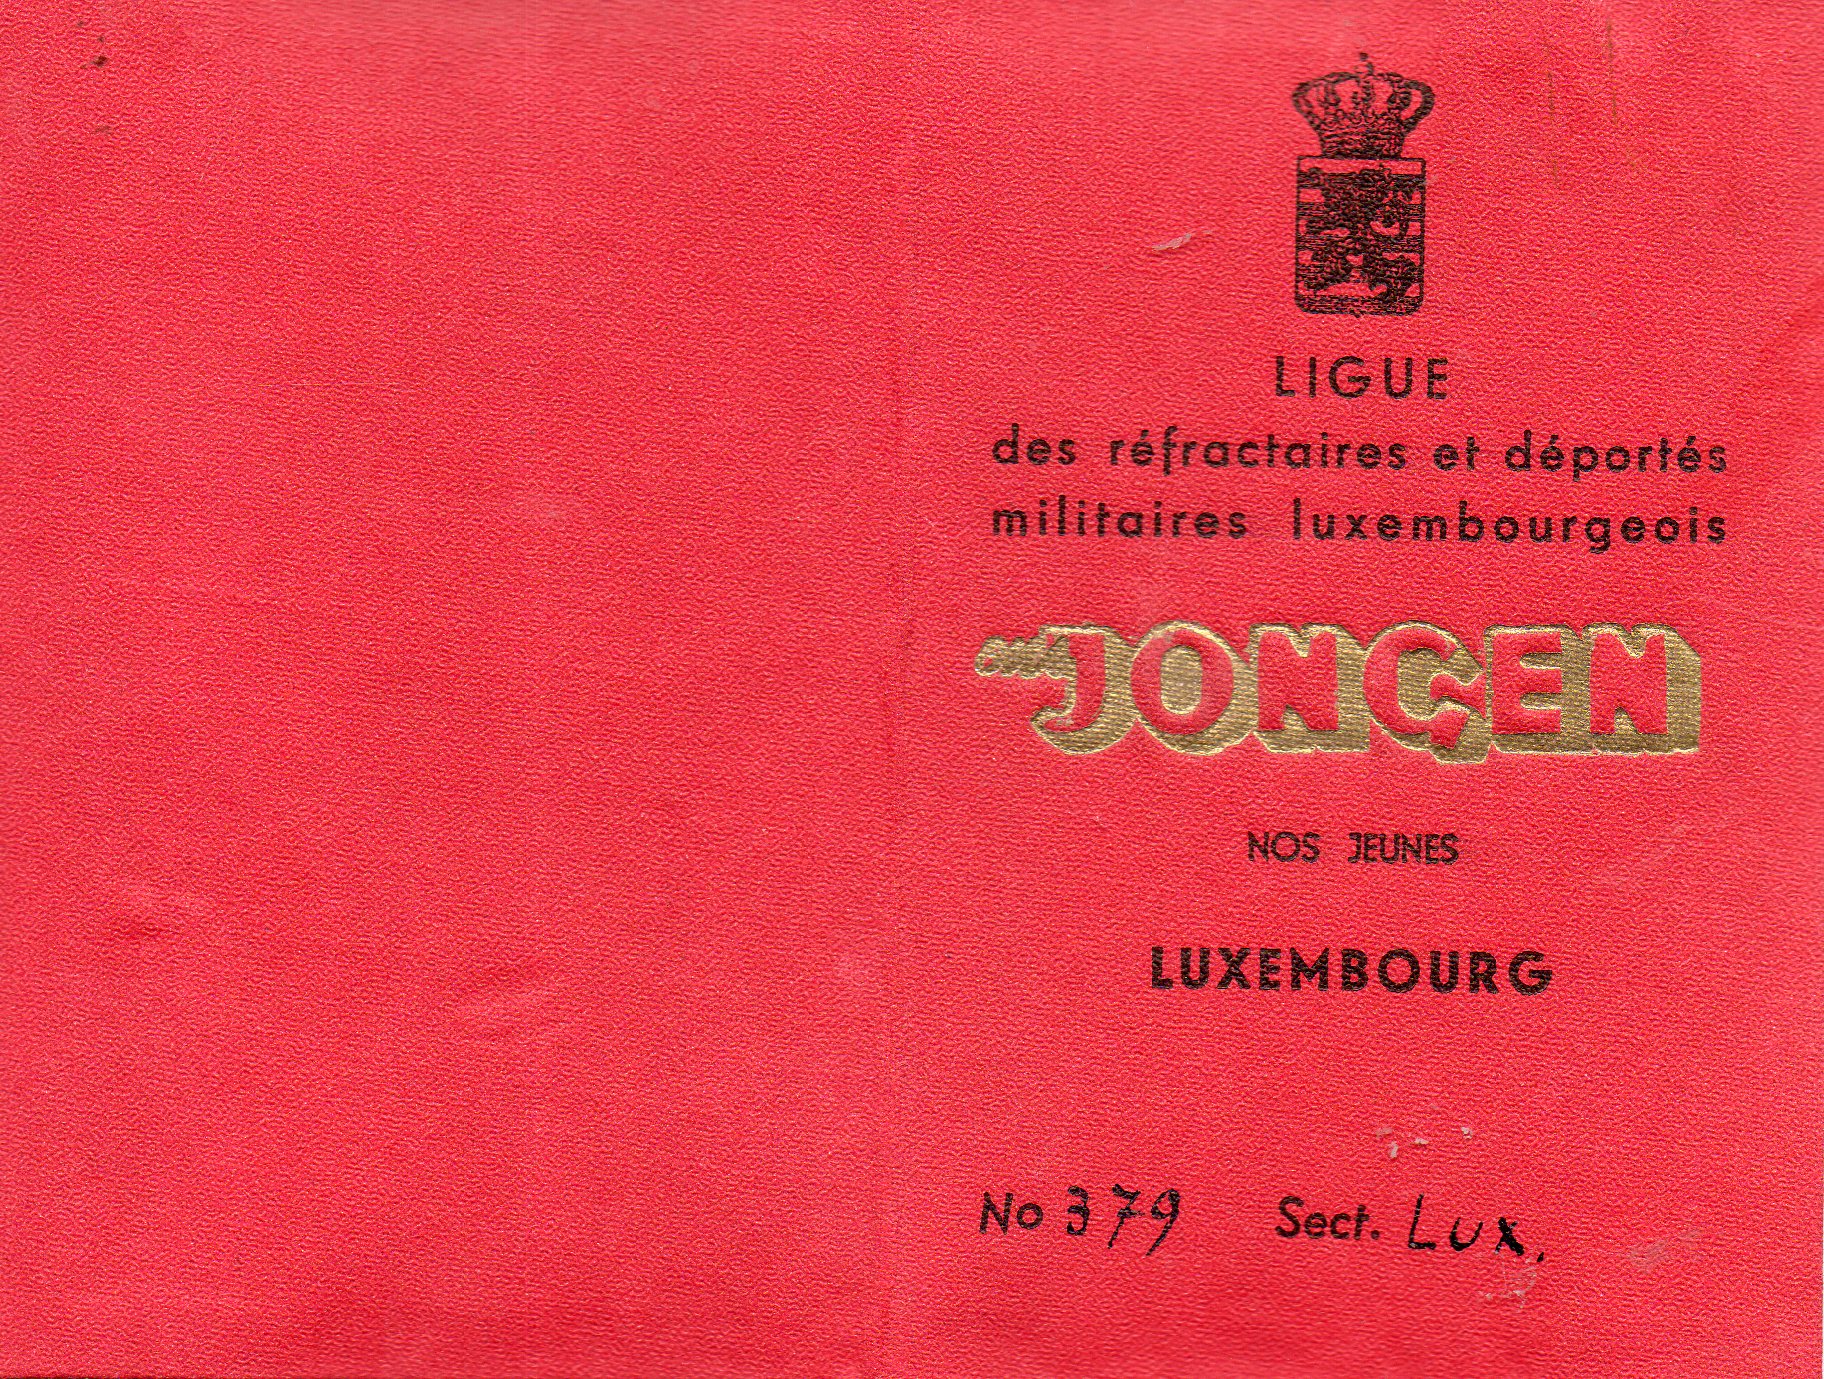 LIGUE
des réfractaires et déportés
militaires luxembourgeois
ons JONGEN
NOS JEUNES
LUXEMBOURG
No 379 Sect. Lux.